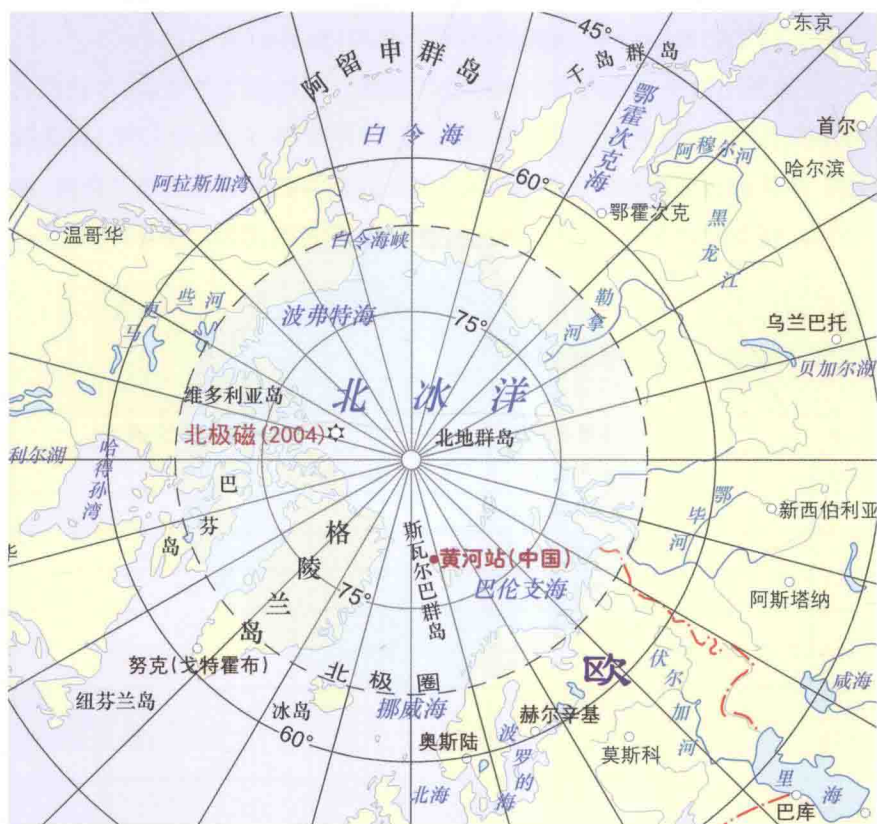 东京
45°
千岛群岛
阿留申群岛
鄂霍次克海
首尔
白令海
阿穆尔河
哈尔滨
阿拉斯加湾
60°
鄂霍次克
黑龙江
温哥华
白令海峡
马更些河
勒拿河
波弗特海
75°
乌兰巴托
贝加尔湖
北冰洋
维多利亚岛
北极磁(2004)
北地群岛
利尔湖
哈得孙湾
巴芬岛
鄂毕河
新西伯利亚
格陵兰岛
斯瓦尔巴群岛
黄河站(中国)
巴伦支海
75°
阿斯塔纳
努克(戈特霍布)
北极圈
欧
伏尔加河
咸海
纽芬兰岛
冰岛
挪威海
赫尔辛基
60°
奥斯陆
波罗的海
莫斯科
北海
里海
巴库